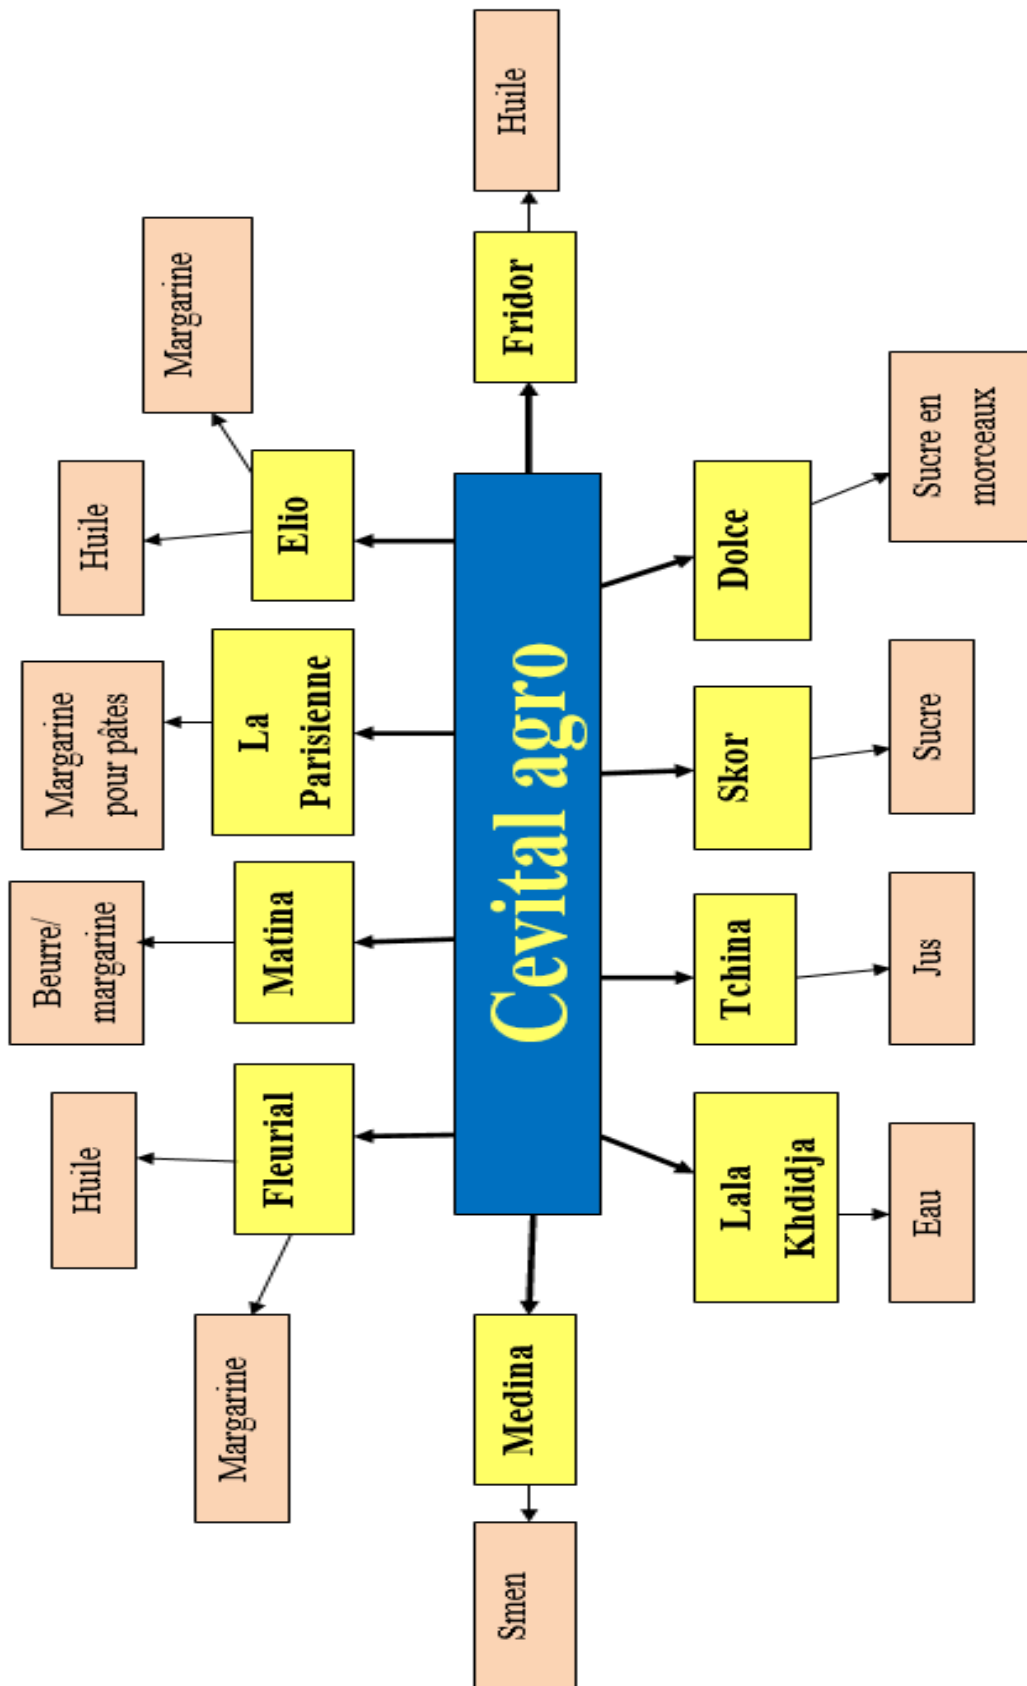 Huile
Beurre/
margarine
Margarine
pour pâtes
Huile
Margarine
Margarine
Fleurial
Matina
La
Parisienne
Elio
Smen
Medina
Cevital agro
Fridor
Huile
Lala
Khdidja
Tchina
Skor
Dolce
Eau
Jus
Sucre
Sucre en
morceaux